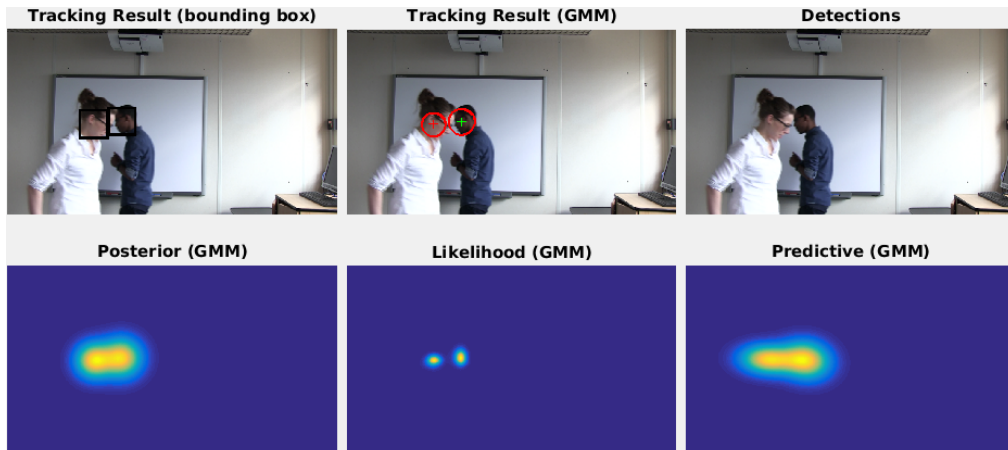 Tracking Result (bounding box)
Tracking Result (GMM)
Detections
Posterior (GMM)
Likelihood (GMM)
Predictive (GMM)